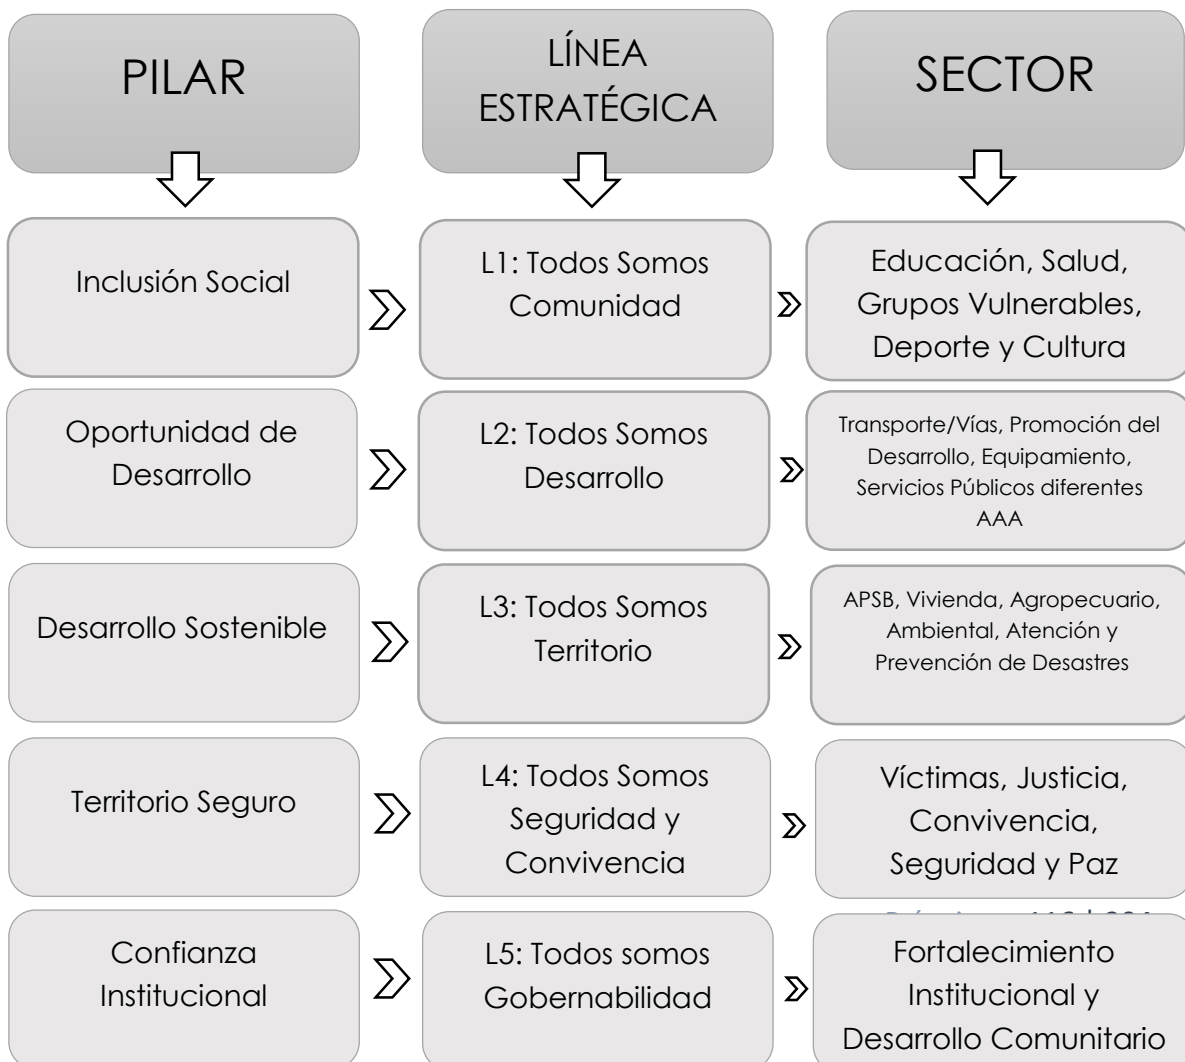 PILAR
LÍNEA
ESTRATÉGICA
SECTOR
Inclusión Social
L1: Todos Somos
Comunidad
Educación, Salud,
Grupos Vulnerables,
Deporte y Cultura
Oportunidad de
Desarrollo
L2: Todos Somos
Desarrollo
Transporte/Vías, Promoción del
Desarrollo, Equipamiento,
Servicios Públicos diferentes
AAA
Desarrollo Sostenible
L3: Todos Somos
Territorio
APSB, Vivienda, Agropecuario,
Ambiental, Atención y
Prevención de Desastres
Territorio Seguro
L4: Todos Somos
Seguridad y
Convivencia
Víctimas, Justicia,
Convivencia,
Seguridad y Paz
Confianza
Institucional
L5: Todos somos
Gobernabilidad
Fortalecimiento
Institucional y
Desarrollo Comunitario